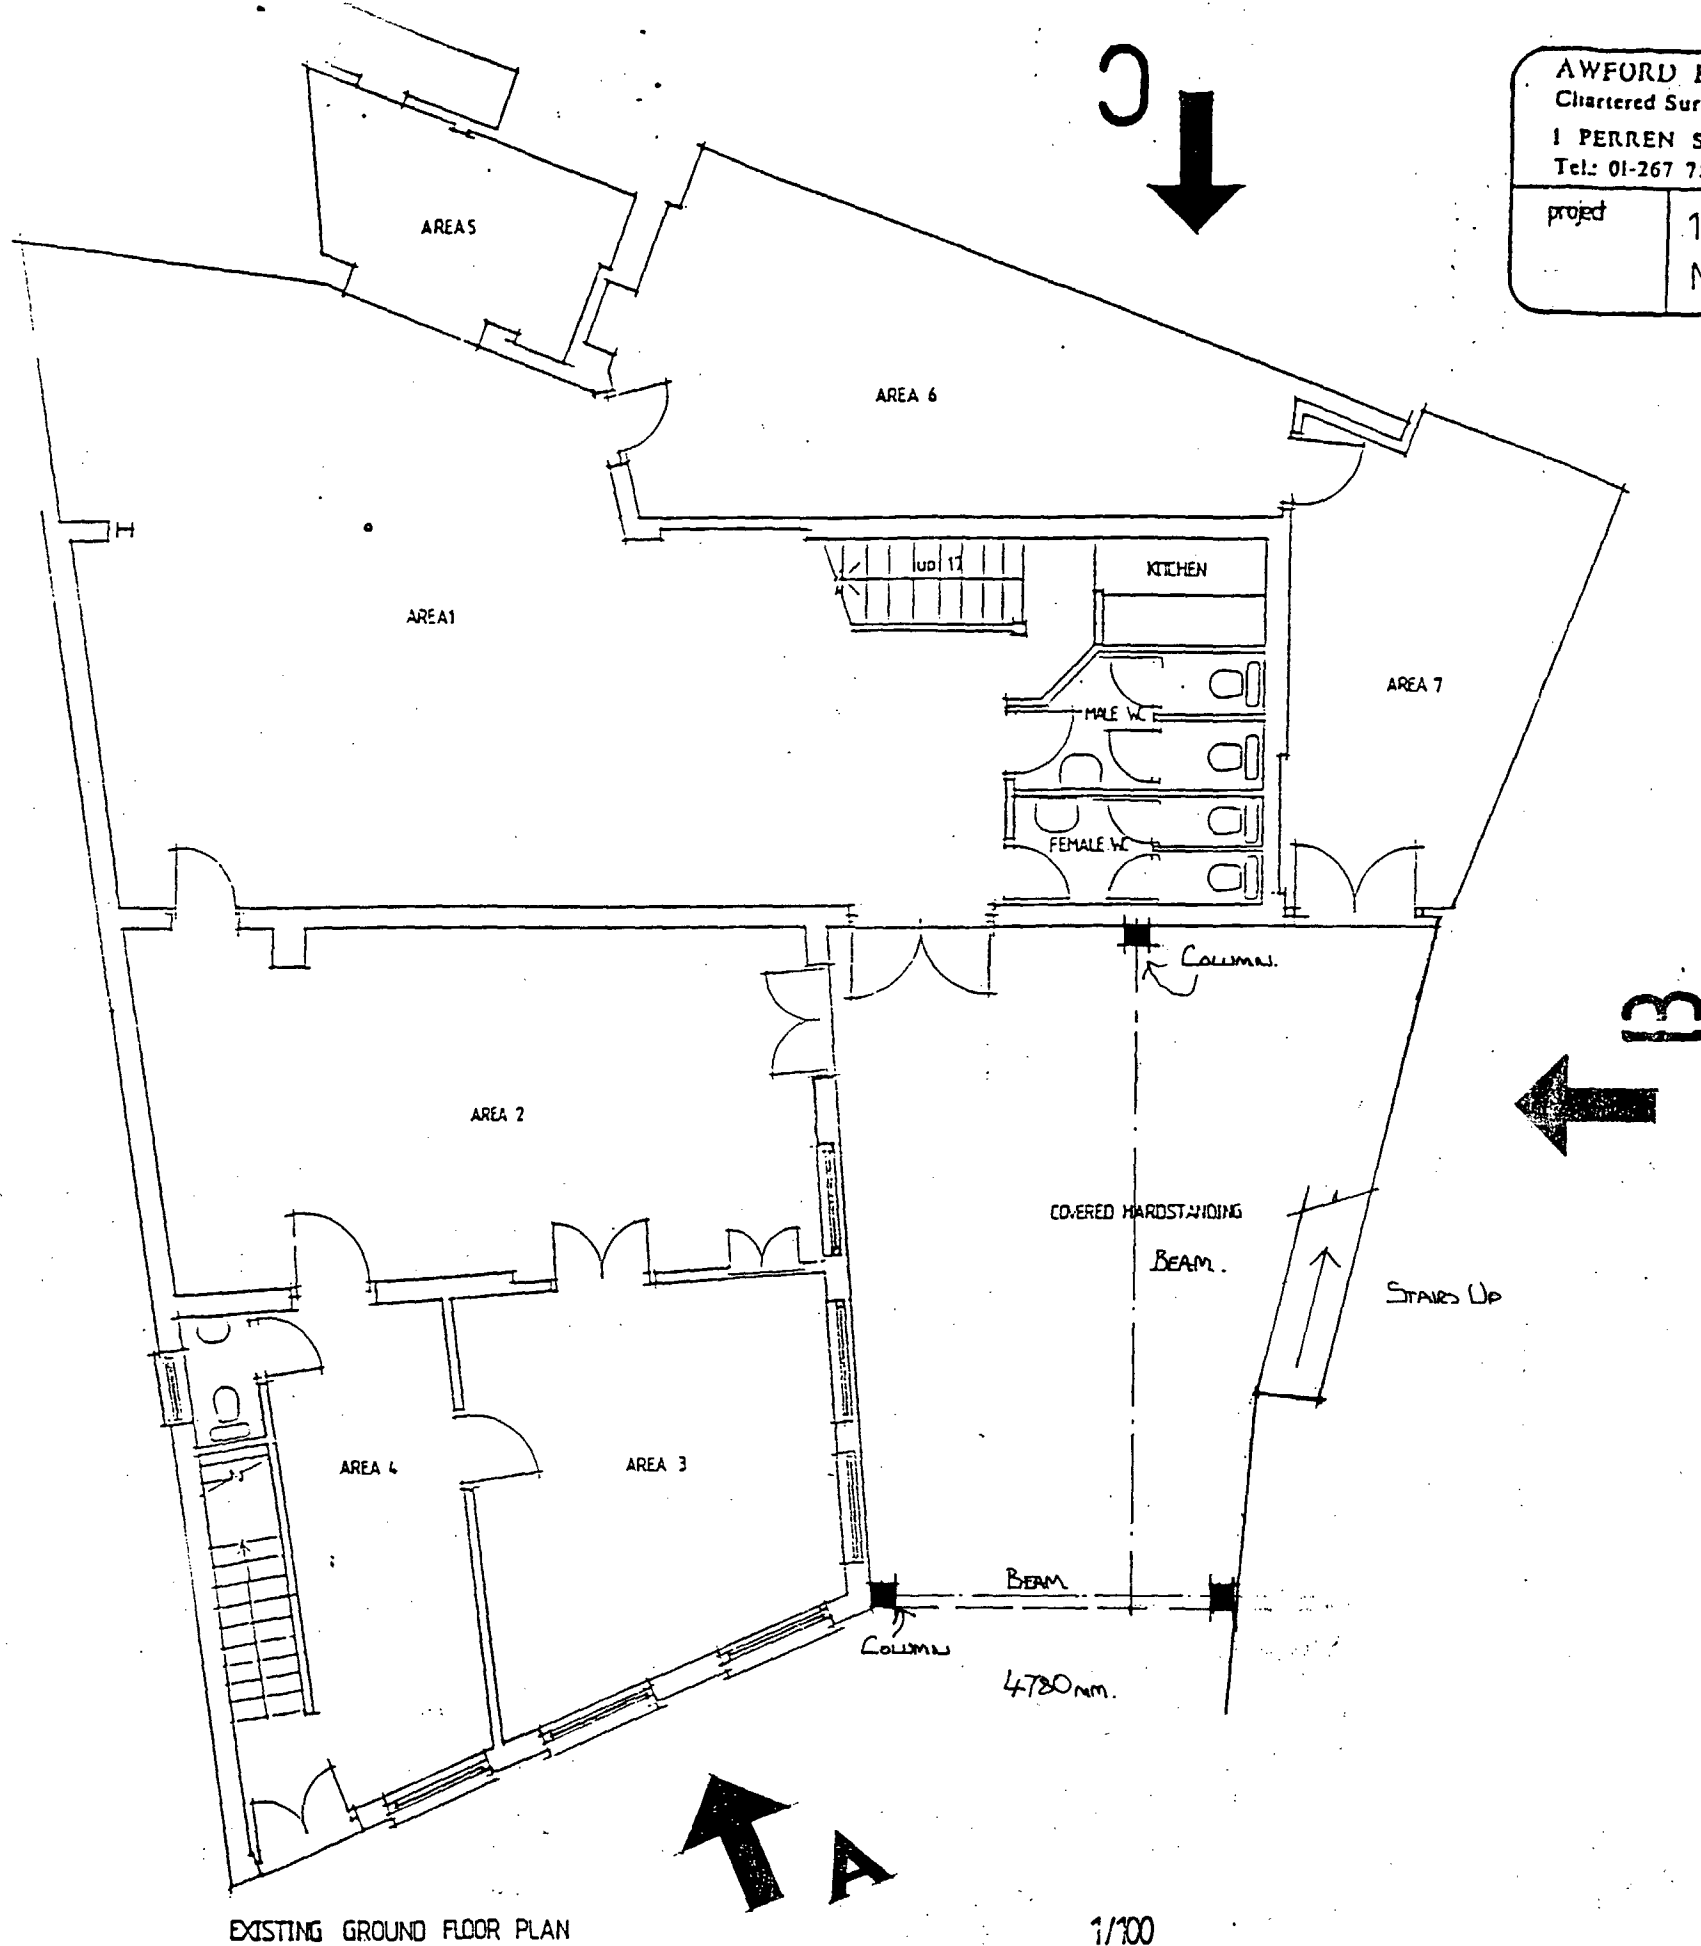 C
AWFORD
Chartered Sur
1 PERREN S
Tel.: 01-267 7
project
1
N
AREA 5
AREA 6
UP 17
KITCHEN
AREA 1
AREA 7
MALE WC
FEMALE WC
COLUMN.
B
AREA 2
COVERED HARDSTANDING
BEAM.
STAIRS UP
AREA 4
AREA 3
BEAM
COLUMN
4780mm.
A
EXISTING GROUND FLOOR PLAN
1/100